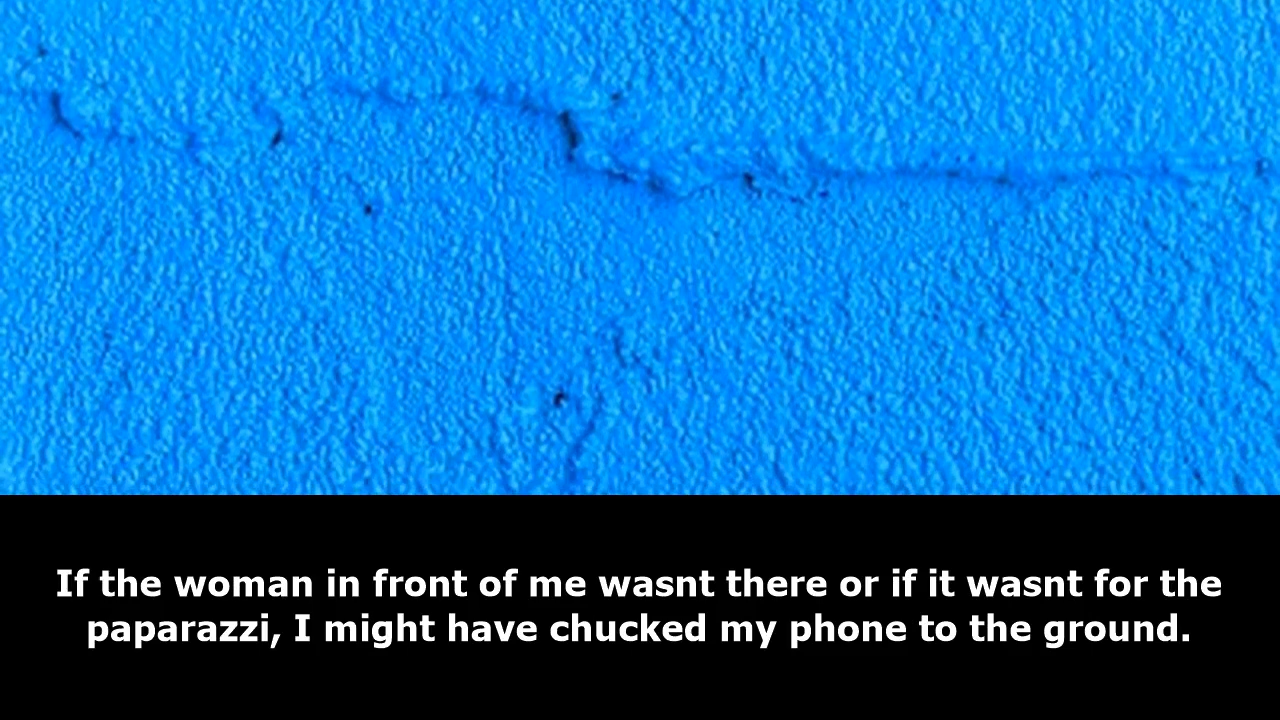 If the woman in front of me wasnt there or if it wasnt for the
paparazzi, I might have chucked my phone to the ground.